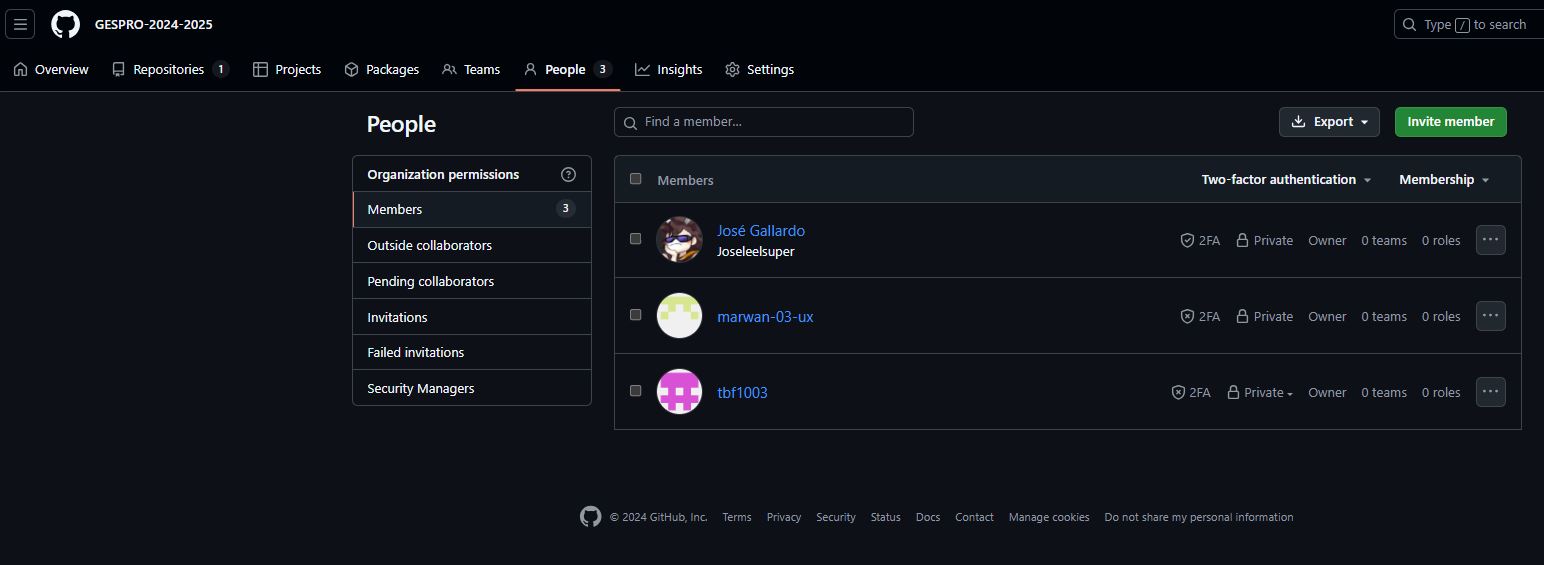 GESPRO-2024-2025
Type / to search
Overview Repositories 1 Projects Packages Teams People 3 Insights Settings
People
Find a member...
Export
Invite member
Organization permissions
Members 3
Outside collaborators
Pending collaborators
Invitations
Failed invitations
Security Managers
Members Two-factor authentication Membership
José Gallardo
Joseleelsuper
2FA Private Owner 0 teams 0 roles
marwan-03-ux 2FA Private Owner 0 teams 0 roles
tbf1003 2FA Private Owner 0 teams 0 roles
© 2024 GitHub, Inc. Terms Privacy Security Status Docs Contact Manage cookies Do not share my personal information